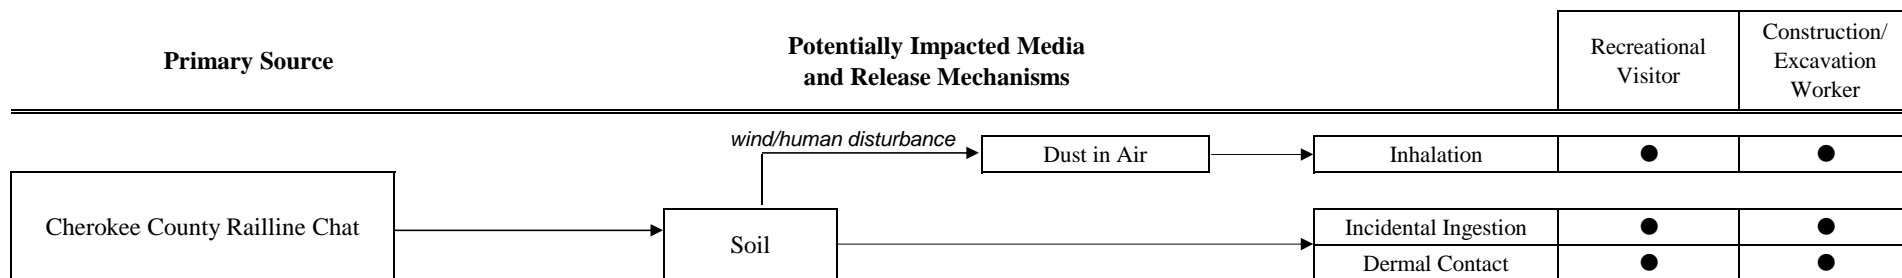 Primary Source
Potentially Impacted Media
and Release Mechanisms
Recreational
Visitor
Construction/
Excavation
Worker
wind/human disturbance
Dust in Air
Inhalation
Cherokee County Railline Chat
Soil
Incidental Ingestion
Dermal Contact